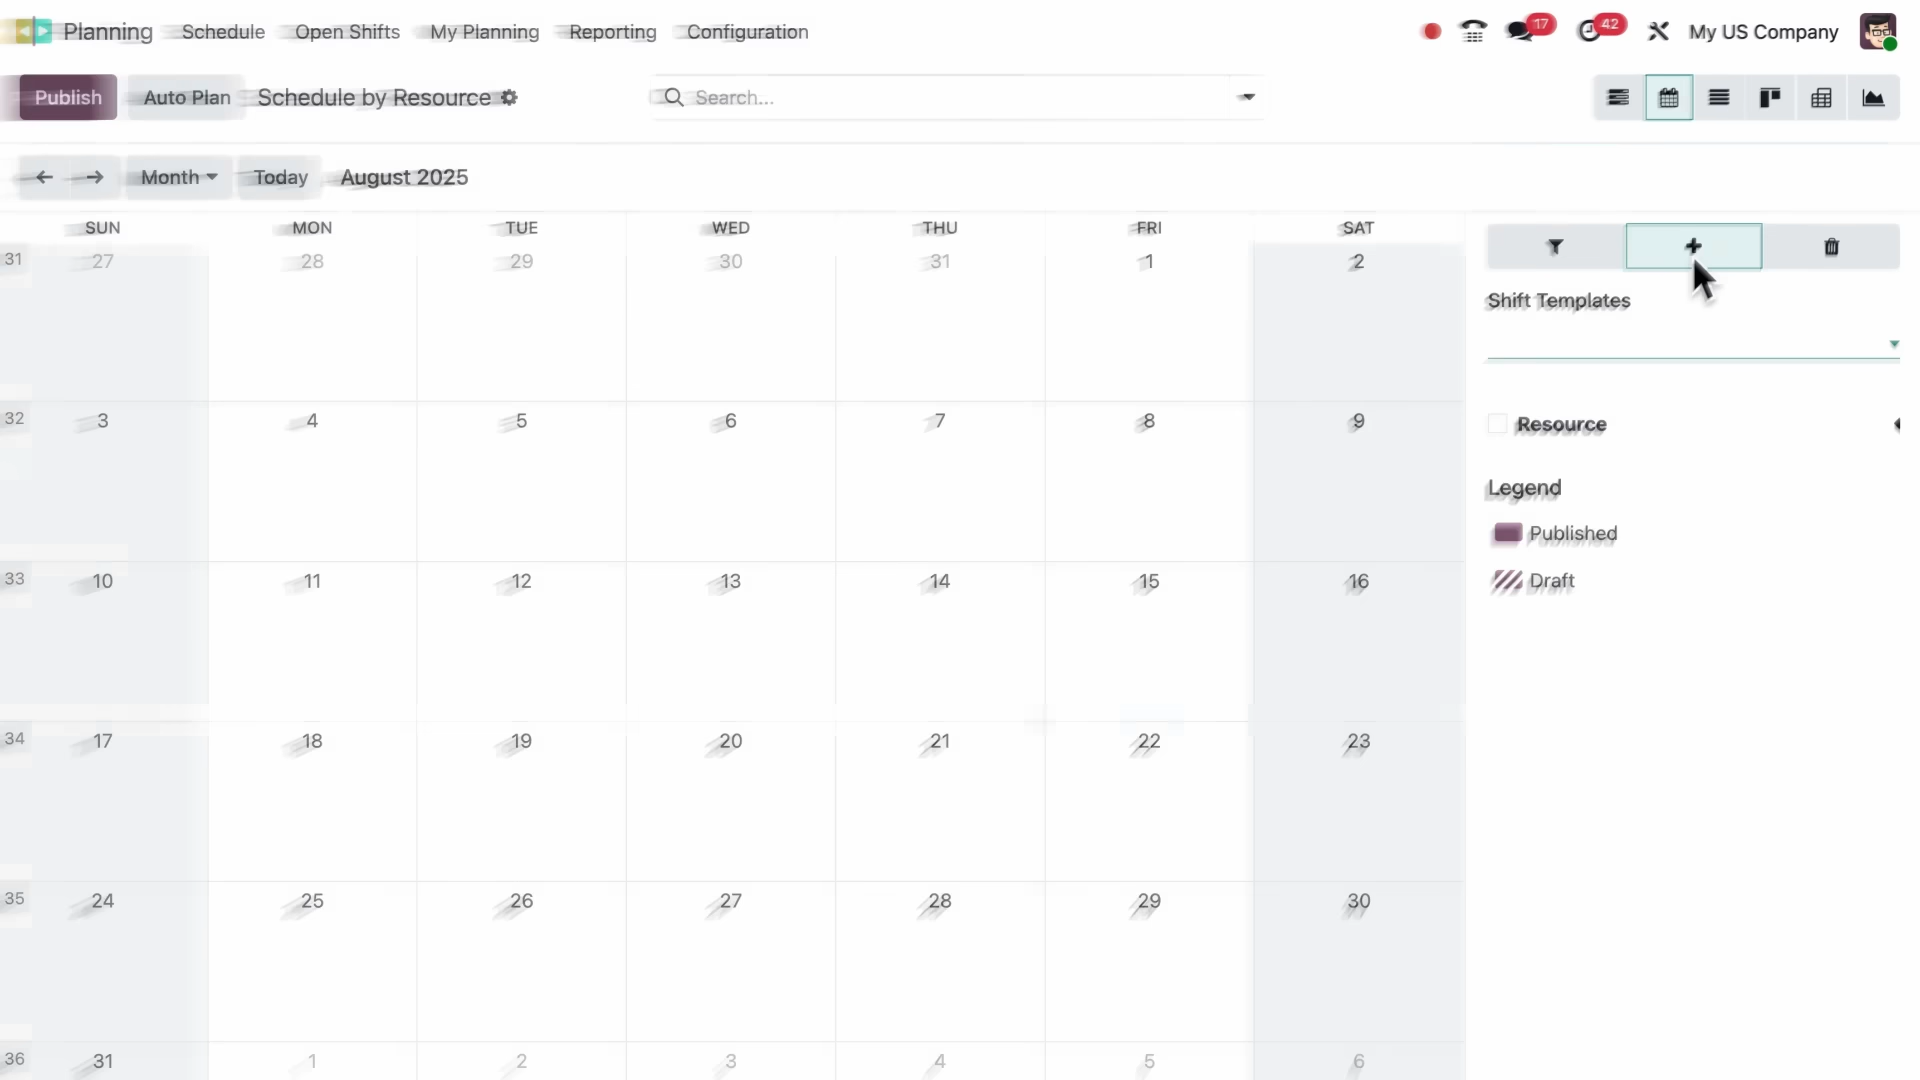 Planning Schedule Open Shifts My Planning Reporting Configuration 17 42 My US Company
Publish Auto Plan Schedule by Resource Search...
Month Today August 2025
SUN MON TUE WED THU FRI SAT
31 27 28 29 30 31 1 2
Shift Templates
32 3 4 5 6 7 8 9
Resource
Legend
Published
33 10 11 12 13 14 15 16
Draft
34 17 18 19 20 21 22 23
35 24 25 26 27 28 29 30
36 31 1 2 3 4 5 6